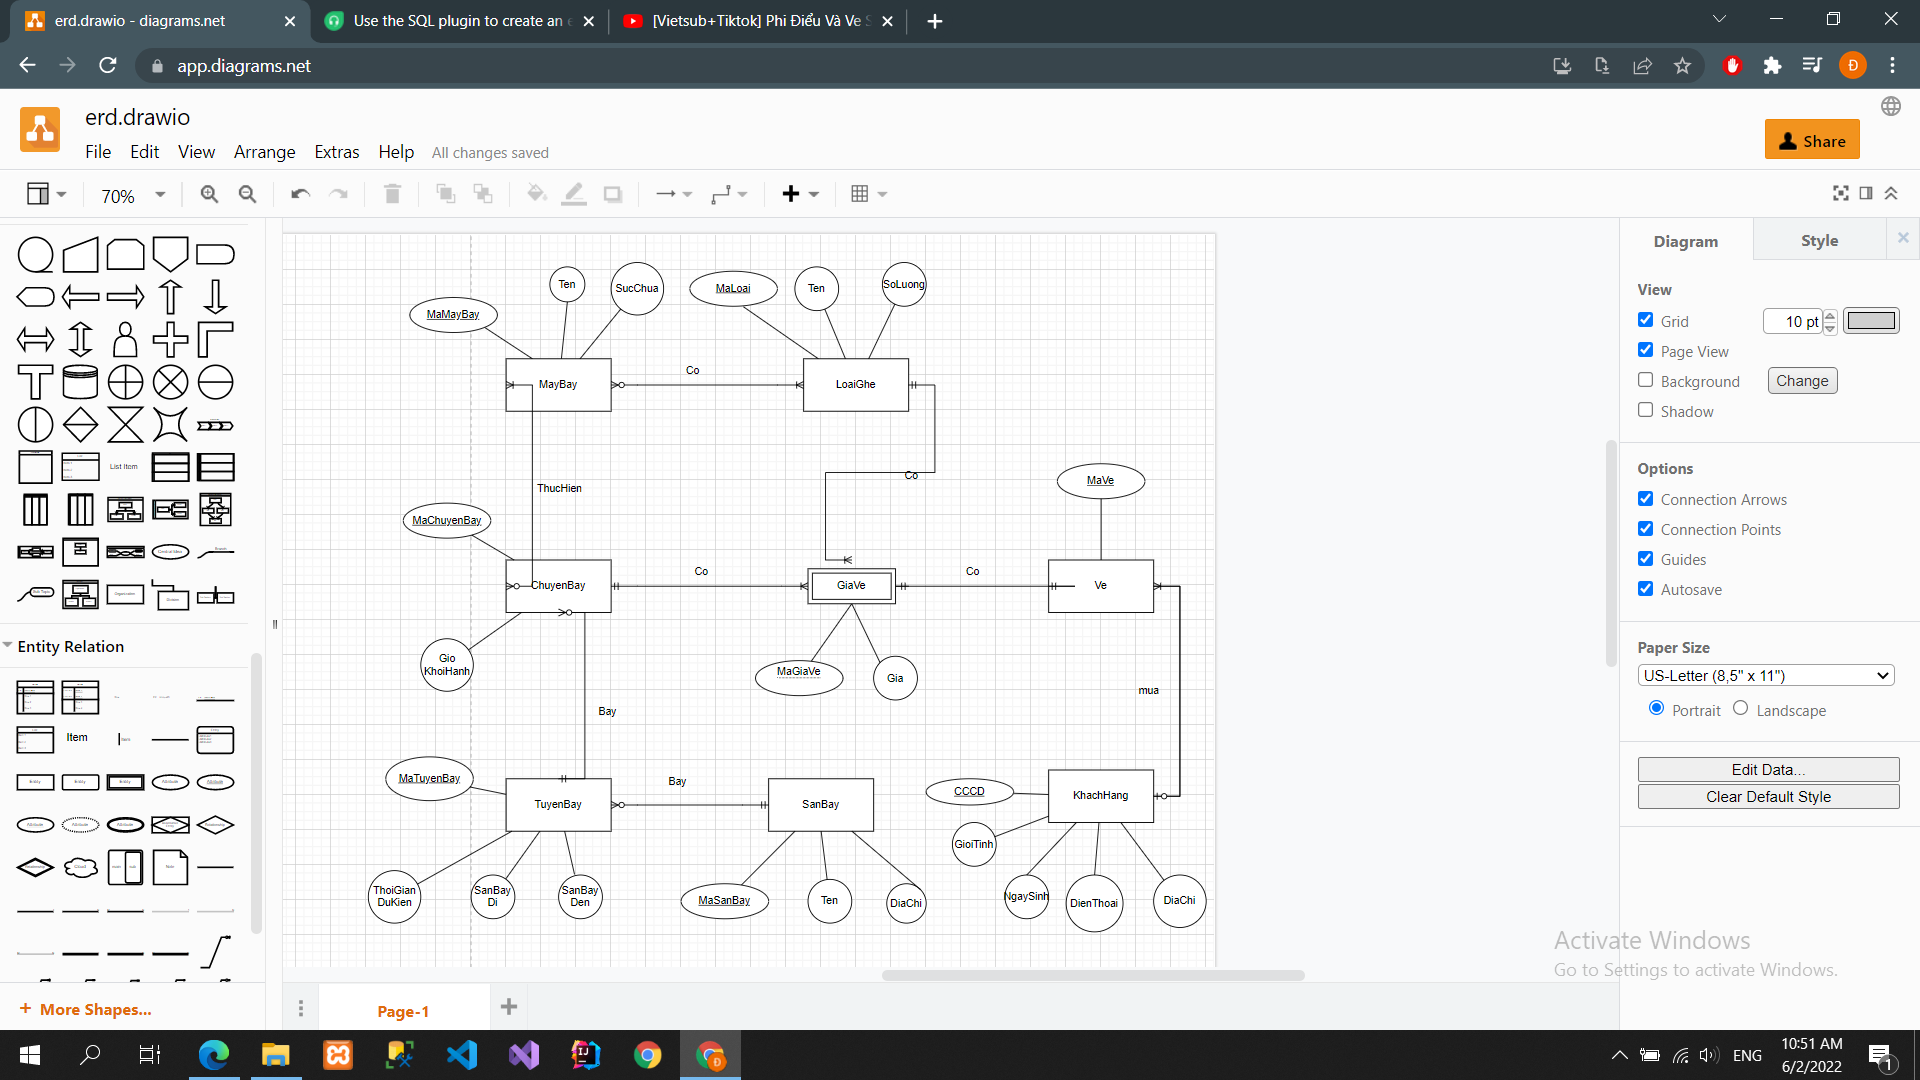 erd.drawio - diagrams.net
Use the SQL plugin to create an e
[Vietsub+Tiktok] Phi Điểu Và Ve S
app.diagrams.net
Đ
erd.drawio
File Edit View Arrange Extras Help All changes saved
Share
70%
Diagram
Style
View
Grid
10 pt
Page View
Background
Change
Shadow
Options
Connection Arrows
Connection Points
Guides
Autosave
Paper Size
US-Letter (8,5" x 11")
Portrait
Landscape
Edit Data...
Clear Default Style
List Item
Entity Relation
Item
+ More Shapes...
MaMayBay
Ten
SucChua
MaLoai
Ten
SoLuong
MayBay
Co
LoaiGhe
ThucHien
Co
MaVe
MaChuyenBay
ChuyenBay
Co
GiaVe
Co
Ve
Gio
KhoiHanh
MaGiaVe
Gia
mua
Bay
MaTuyenBay
TuyenBay
Bay
SanBay
CCCD
KhachHang
GioiTinh
ThoiGian
DuKien
SanBay
Di
SanBay
Den
MaSanBay
Ten
DiaChi
NgaySinh
DienThoai
DiaChi
Activate Windows
Go to Settings to activate Windows.
Page-1
ENG
10:51 AM
6/2/2022
1